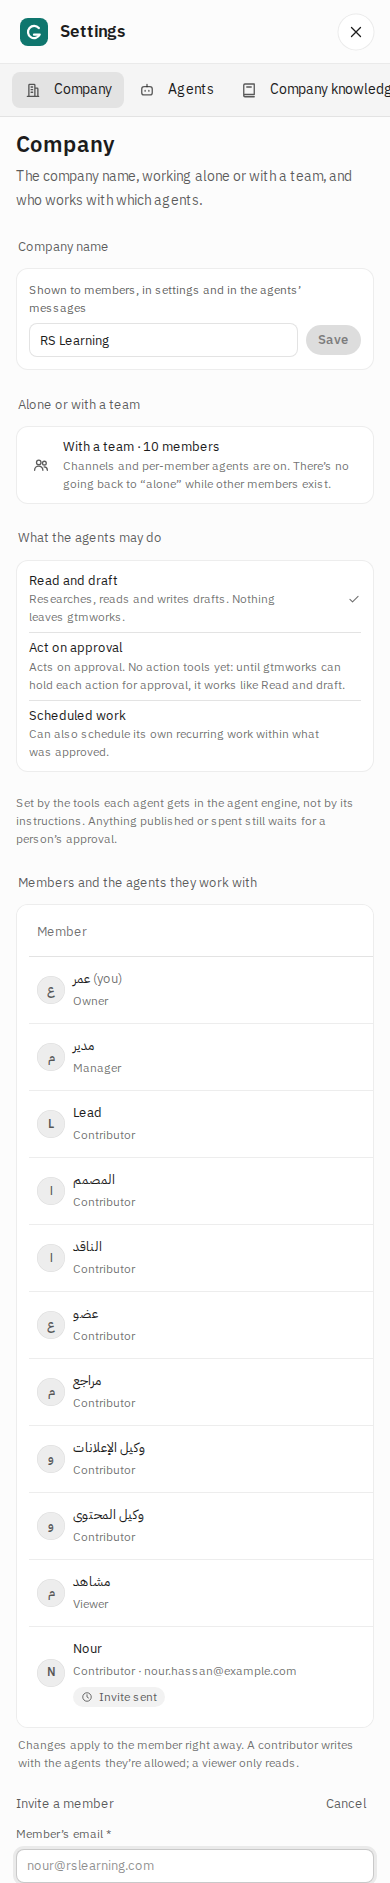 Settings
Company
Agents
Company knowledg
Company
The company name, working alone or with a team, and
who works with which agents.
Company name
Shown to members, in settings and in the agents’
messages
RS Learning
Save
Alone or with a team
With a team · 10 members
Channels and per-member agents are on. There’s no
going back to “alone” while other members exist.
What the agents may do
Read and draft
Researches, reads and writes drafts. Nothing
leaves gtmworks.
Act on approval
Acts on approval. No action tools yet: until gtmworks can
hold each action for approval, it works like Read and draft.
Scheduled work
Can also schedule its own recurring work within what
was approved.
Set by the tools each agent gets in the agent engine, not by its
instructions. Anything published or spent still waits for a
person’s approval.
Members and the agents they work with
Member
ع
عمر (you)
Owner
م
مدير
Manager
L
Lead
Contributor
ا
المصمم
Contributor
ا
الناقد
Contributor
ع
عضو
Contributor
م
مراجع
Contributor
و
وكيل الإعلانات
Contributor
و
وكيل المحتوى
Contributor
م
مشاهد
Viewer
N
Nour
Contributor · nour.hassan@example.com
Invite sent
Changes apply to the member right away. A contributor writes
with the agents they’re allowed; a viewer only reads.
Invite a member
Cancel
Member’s email *
nour@rslearning.com